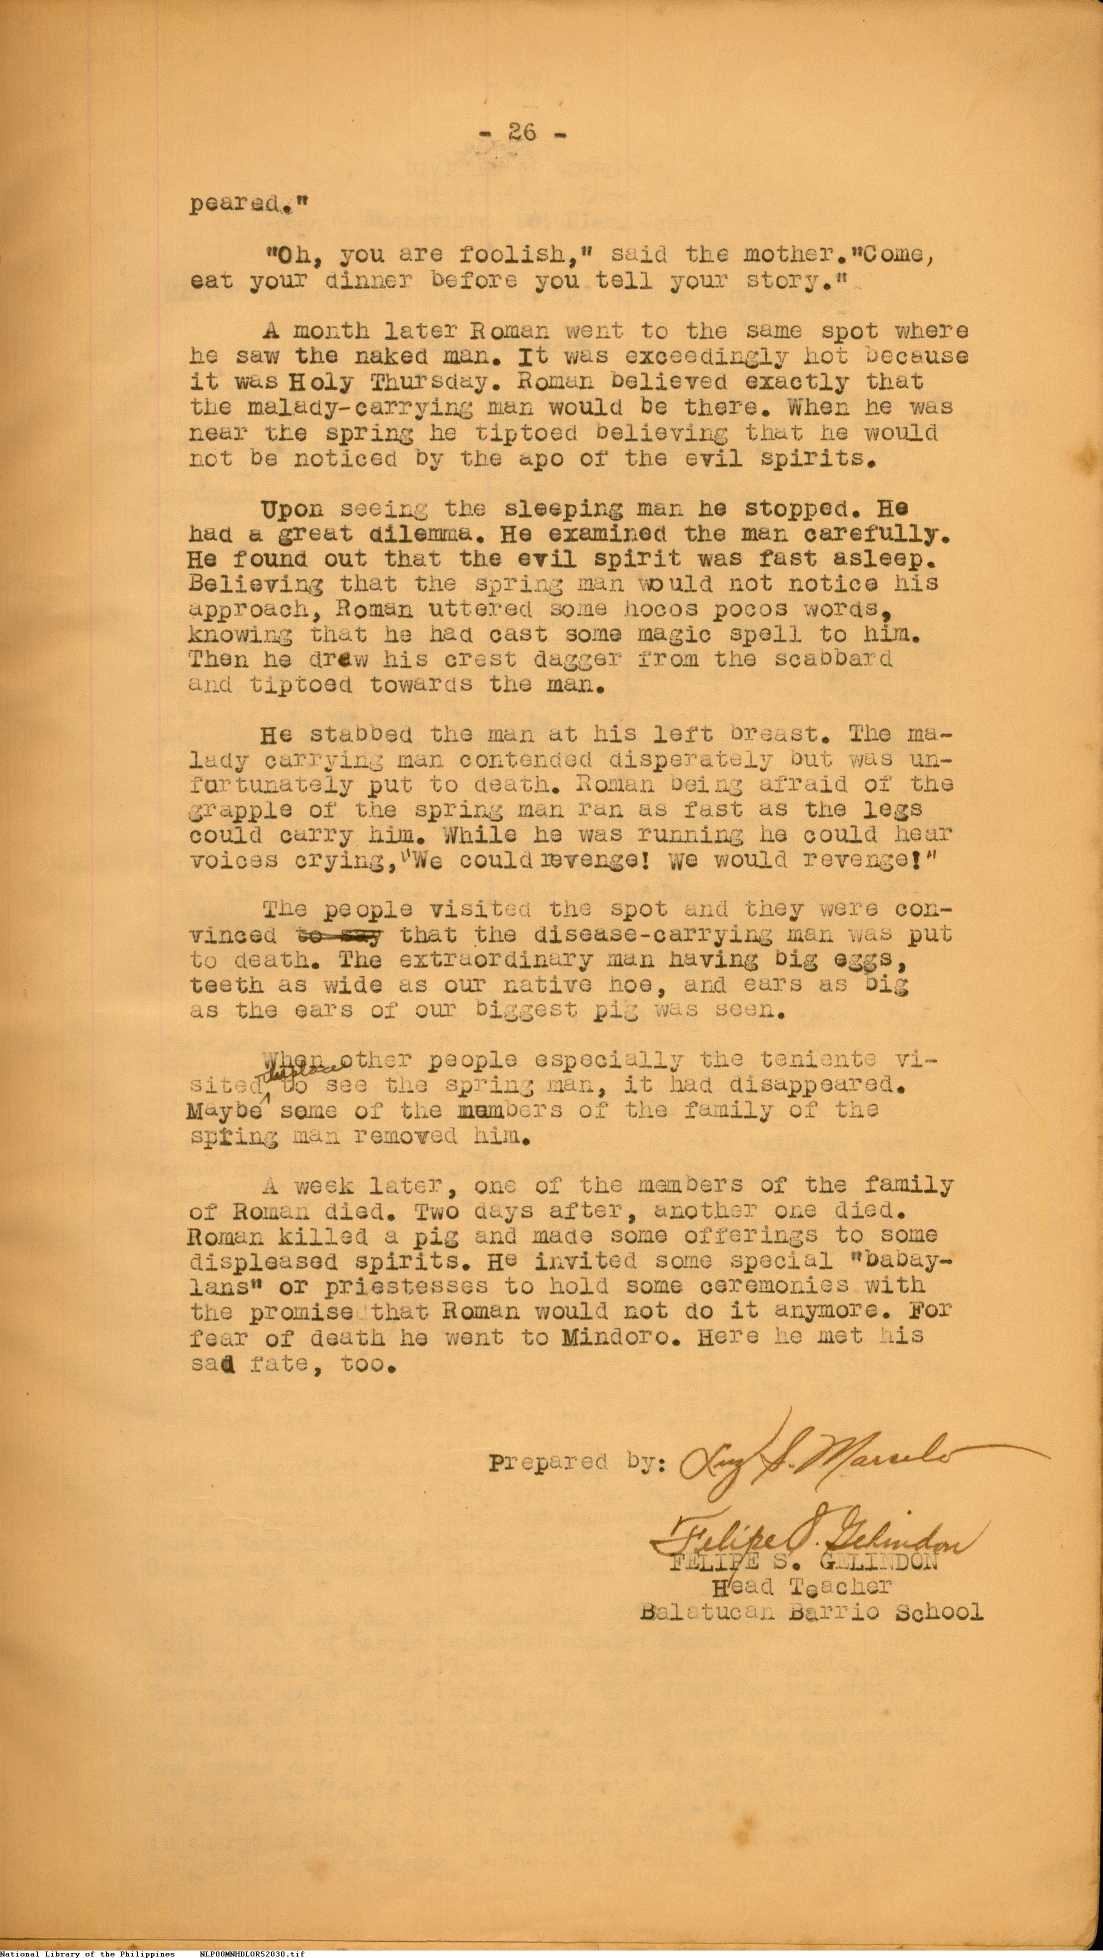 - 26 -
peared."
"Oh, you are foolish," said the mother."Come,
eat your dinner before you tell your story."
A month later Roman went to the same spot where
he saw the naked man. It was exceedingly hot because
it was Holy Thursday. Roman believed exactly that
the malady-carrying man would be there. When he was
near the spring he tiptoed believing that he would
not be noticed by the apo of the evil spirits.
Upon seeing the sleeping man he stopped. He
had a great dilemma. He examined the man carefully.
He found out that the evil spirit was fast asleep.
Believing that the spring man would not notice his
approach, Roman uttered some hocos pocos words,
knowing that he had cast some magic spell to him.
Then he drew his crest dagger from the scabbard
and tiptoed towards the man.
He stabbed the man at his left breast. The ma-
lady carrying man contended disperately but was un-
fortunately put to death. Roman being afraid of the
grapple of the spring man ran as fast as the legs
could carry him. While he was running he could hear
voices crying,"We could revenge! We would revenge!"
The people visited the spot and they were con-
vinced to say that the disease-carrying man was put
to death. The extraordinary man having big eggs,
teeth as wide as our native hoe, and ears as big
as the ears of our biggest pig was seen.
When other people especially the teniente vi-
sited the place to see the spring man, it had disappeared.
Maybe some of the members of the family of the
spring man removed him.
A week later, one of the members of the family
of Roman died. Two days after, another one died.
Roman killed a pig and made some offerings to some
displeased spirits. He invited some special "babay-
lans" or priestesses to hold some ceremonies with
the promise that Roman would not do it anymore. For
fear of death he went to Mindoro. Here he met his
sad fate, too.
Prepared by: Luz S. Marcelo
Felipe S. Gelindon
FELIPE S. GELINDON
Head Teacher
Balatucan Barrio School
National Library of the Philippines NLPOOMNHDLOR52030.tif